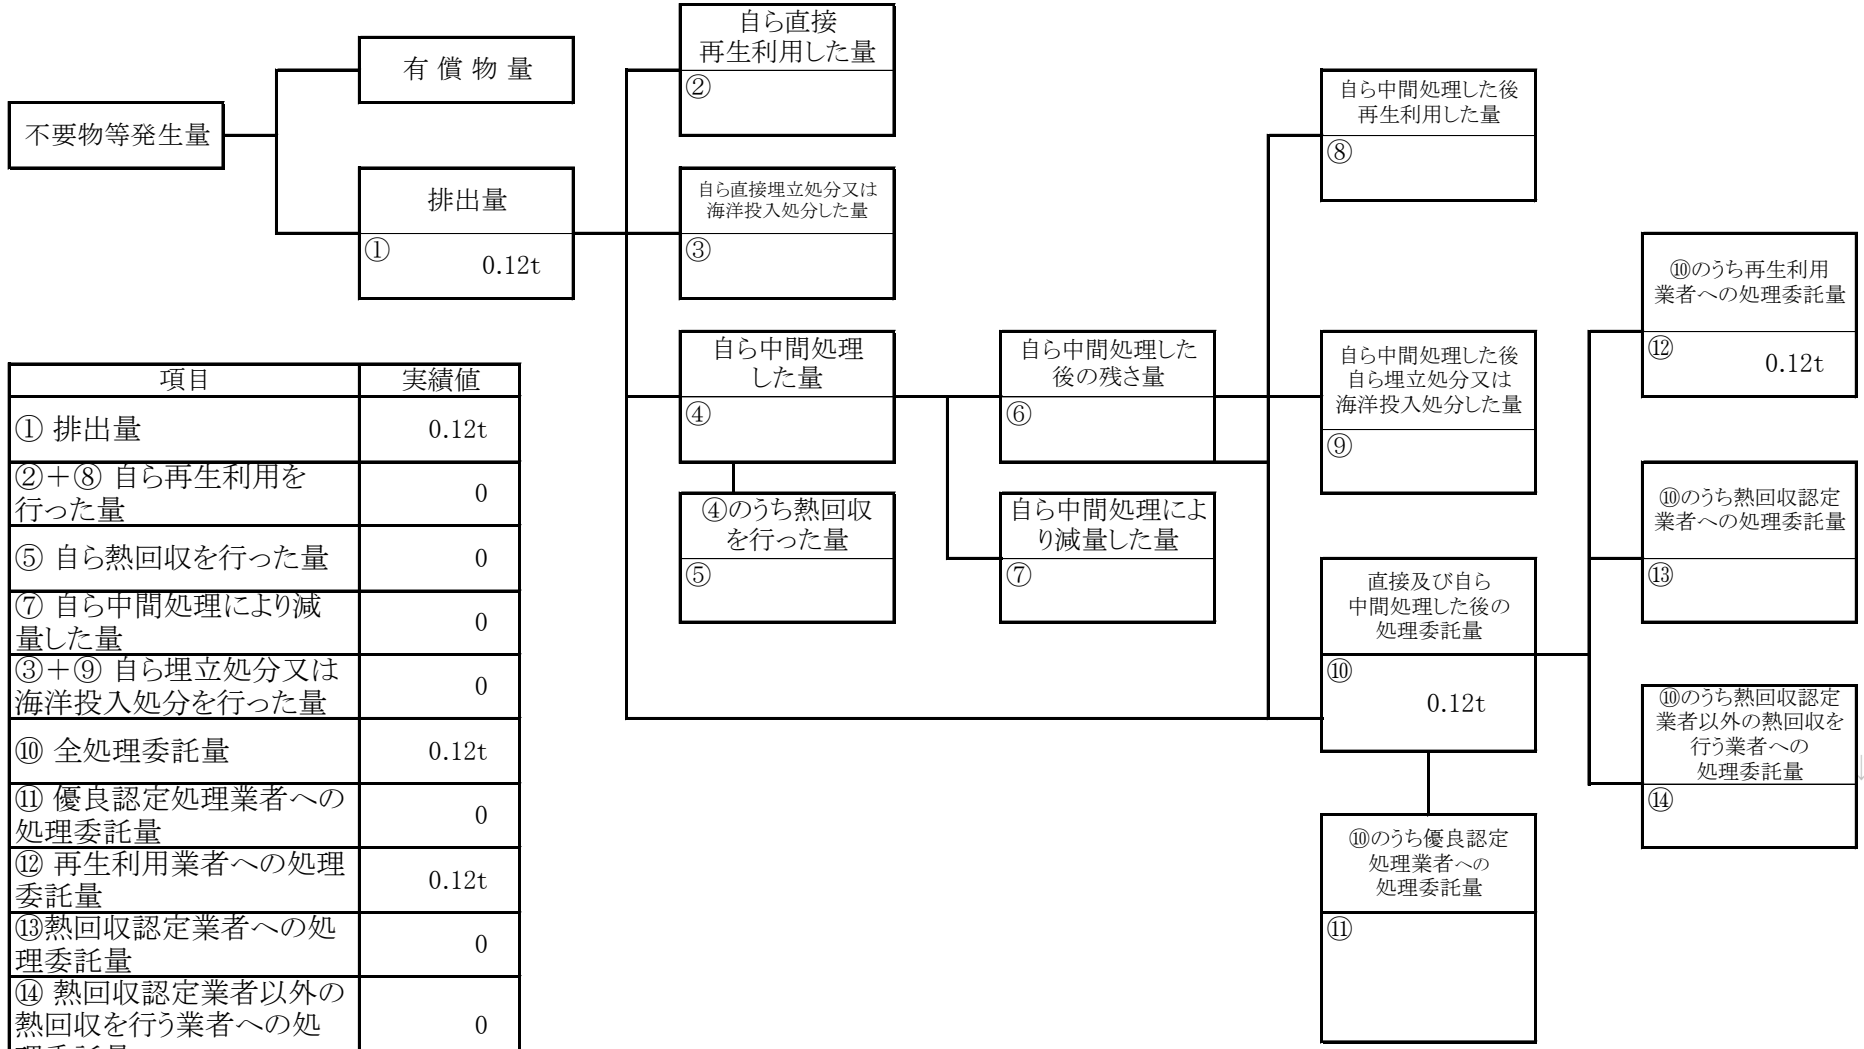 不要物等発生量
有償物量
排出量
①
0.12t
自ら直接
再生利用した量
②
自ら直接埋立処分又は
海洋投入処分した量
③
自ら中間処理
した量
④
④のうち熱回収
を行った量
⑤
自ら中間処理した
後の残さ量
⑥
自ら中間処理によ
り減量した量
⑦
自ら中間処理した後
再生利用した量
⑧
自ら中間処理した後
自ら埋立処分又は
海洋投入処分した量
⑨
直接及び自ら
中間処理した後の
処理委託量
⑩
0.12t
⑩のうち優良認定
処理業者への
処理委託量
⑪
⑩のうち再生利用
業者への処理委託量
⑫
0.12t
⑩のうち熱回収認定
業者への処理委託量
⑬
⑩のうち熱回収認定
業者以外の熱回収を
行う業者への
処理委託量
⑭
項目 実績値
① 排出量 0.12t
②＋⑧ 自ら再生利用を
行った量 0
⑤ 自ら熱回収を行った量 0
⑦ 自ら中間処理により減
量した量 0
③＋⑨ 自ら埋立処分又は
海洋投入処分を行った量 0
⑩ 全処理委託量 0.12t
⑪ 優良認定処理業者への
処理委託量 0
⑫ 再生利用業者への処理
委託量 0.12t
⑬熱回収認定業者への処
理委託量 0
⑭ 熱回収認定業者以外の
熱回収を行う業者への処 0